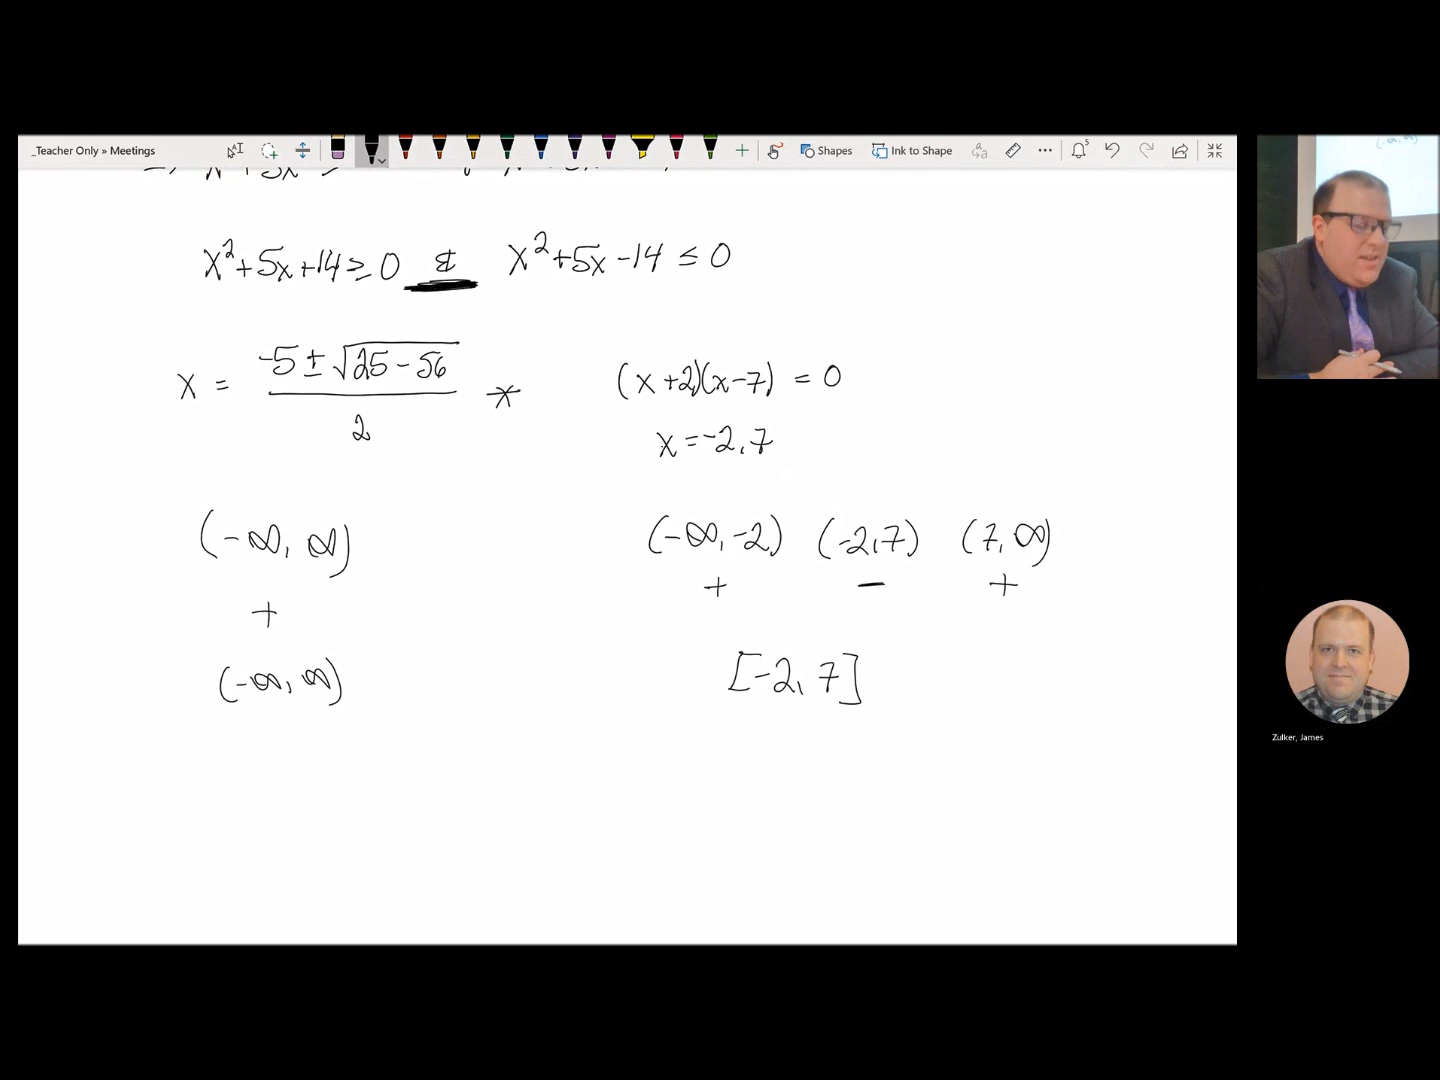 _Teacher Only » Meetings
Shapes
Ink to Shape
x²+5x+14≥0 & x²+5x-14≤0
x = (-5±√(25-56))/2 * (x+2)(x-7) = 0
x=-2,7
(-∞, ∞) (-∞,-2) (-2,7) (7,∞)
+ + - +
(-∞, ∞) [-2, 7]
Zulker, James